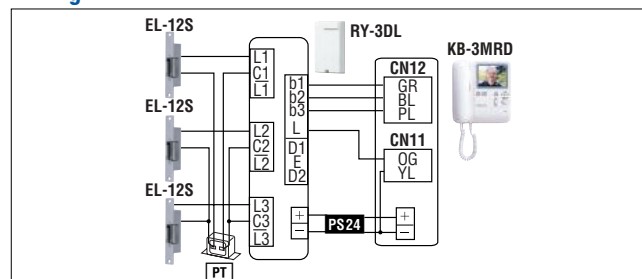 EL-12S
RY-3DL
KB-3MRD
EL-12S
EL-12S
L1
C1
L1
L2
C2
L2
L3
C3
L3
b1
b2
b3
L
D1
E
D2
+
−
PS24
CN12
GR
BL
PL
CN11
OG
YL
+
−
PT